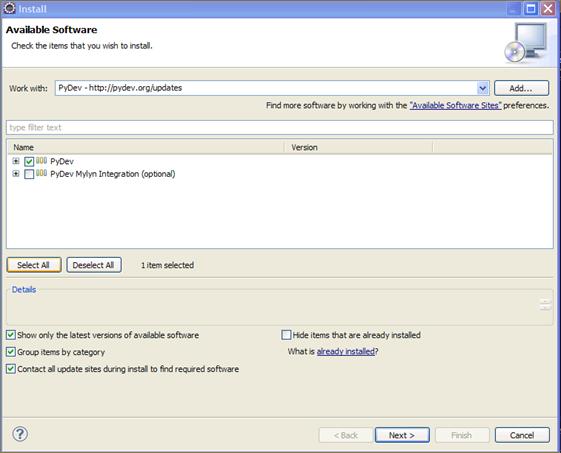 Install
Available Software
Check the items that you wish to install.
Work with: PyDev - http://pydev.org/updates Add...
Find more software by working with the "Available Software Sites" preferences.
type filter text
Name Version
PyDev
PyDev Mylyn Integration (optional)
Select All Deselect All 1 item selected
Details
Show only the latest versions of available software Hide items that are already installed
Group items by category What is already installed?
Contact all update sites during install to find required software
? < Back Next > Finish Cancel